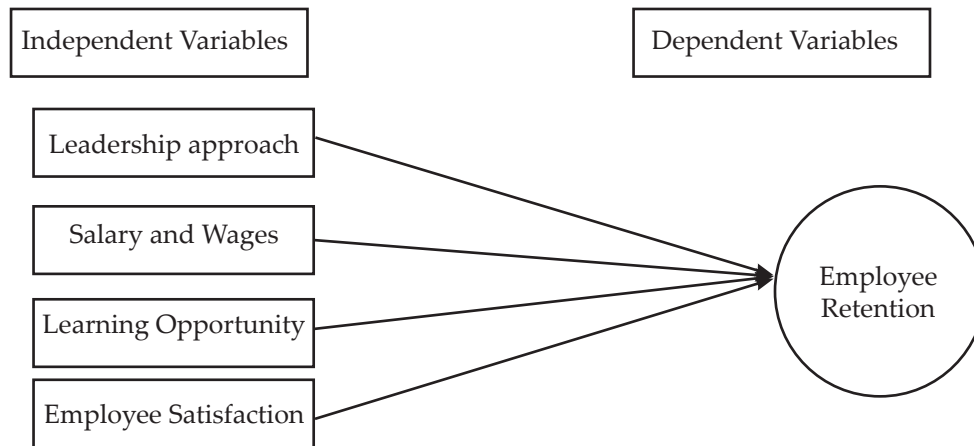 Independent Variables
Dependent Variables
Leadership approach
Salary and Wages
Learning Opportunity
Employee Satisfaction
Employee
Retention